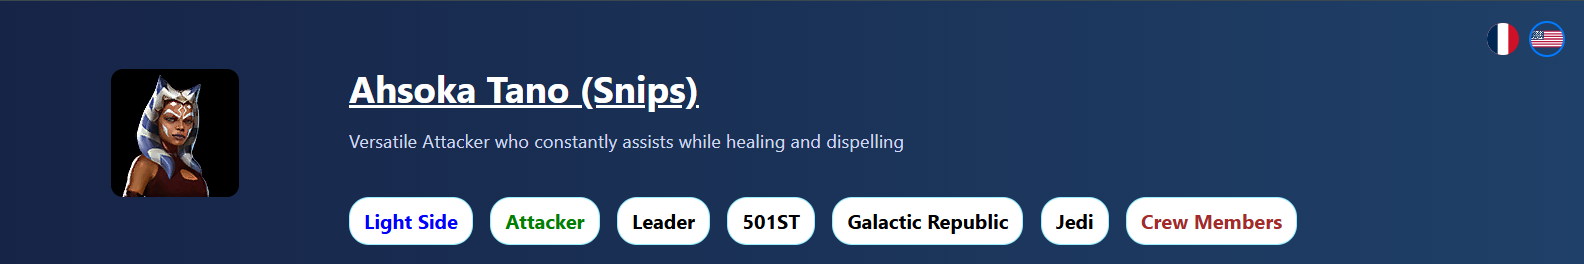 Ahsoka Tano (Snips)
Versatile Attacker who constantly assists while healing and dispelling
Light Side Attacker Leader 501ST Galactic Republic Jedi Crew Members